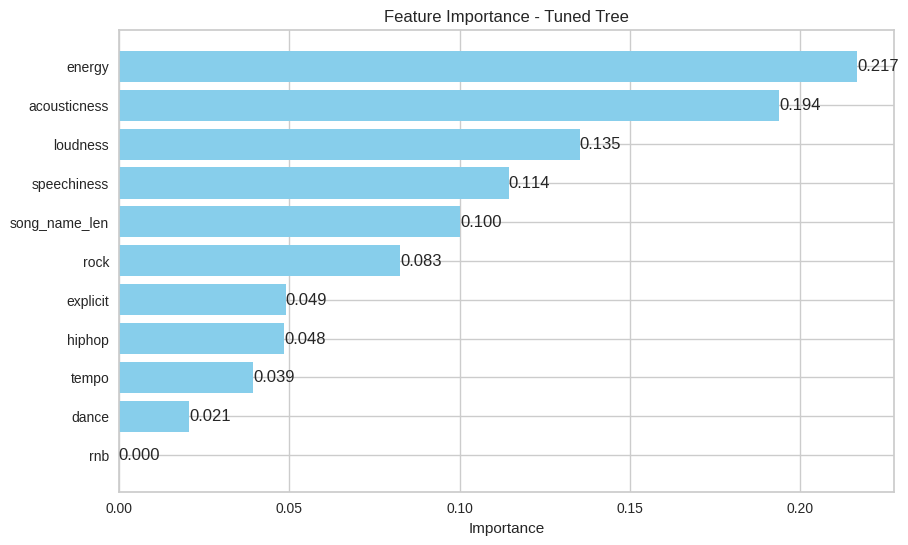 Feature Importance - Tuned Tree
energy 0.217
acousticness 0.194
loudness 0.135
speechiness 0.114
song_name_len 0.100
rock 0.083
explicit 0.049
hiphop 0.048
tempo 0.039
dance 0.021
rnb 0.000
0.00 0.05 0.10 0.15 0.20
Importance